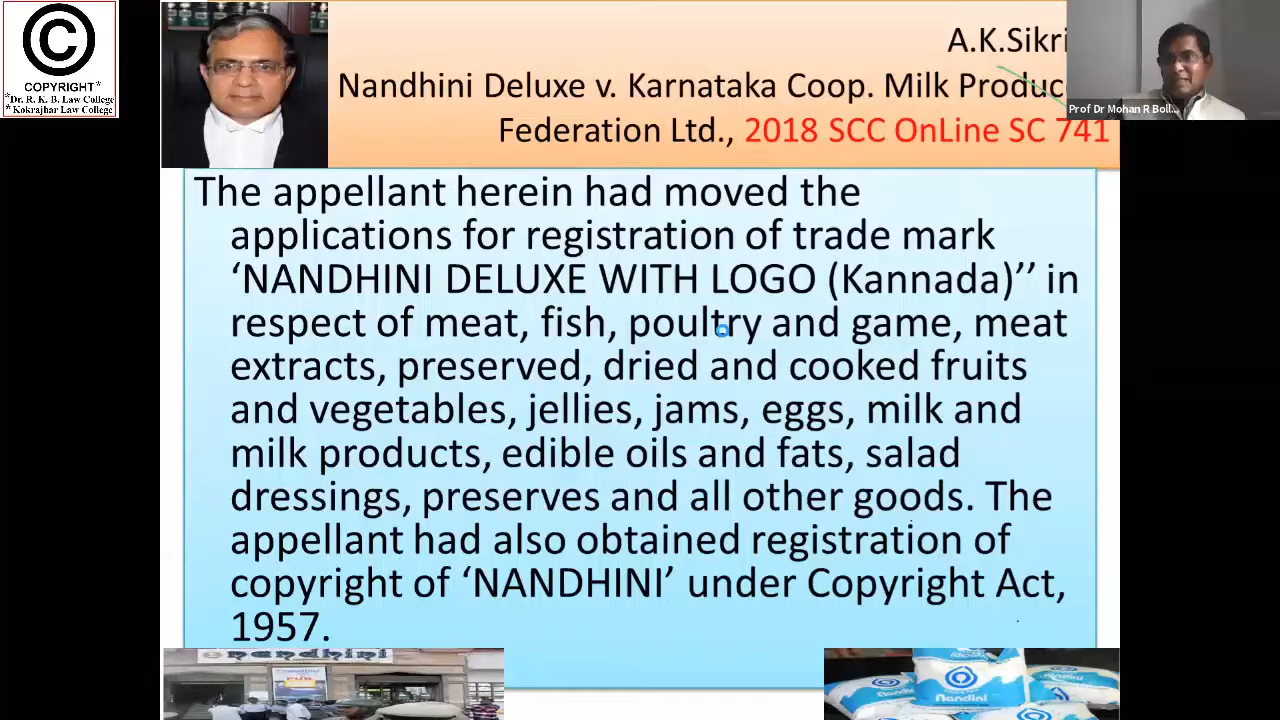 ©
COPYRIGHT*
*Dr. R. K. B. Law College
*Kokrajhar Law College
A.K.Sikri
Nandhini Deluxe v. Karnataka Coop. Milk Produc
Federation Ltd., 2018 SCC OnLine SC 741
Prof Dr Mohan R Boll...
The appellant herein had moved the
applications for registration of trade mark
‘NANDHINI DELUXE WITH LOGO (Kannada)’’ in
respect of meat, fish, poultry and game, meat
extracts, preserved, dried and cooked fruits
and vegetables, jellies, jams, eggs, milk and
milk products, edible oils and fats, salad
dressings, preserves and all other goods. The
appellant had also obtained registration of
copyright of ‘NANDHINI’ under Copyright Act,
1957.
nandhini
PUB
Nandini